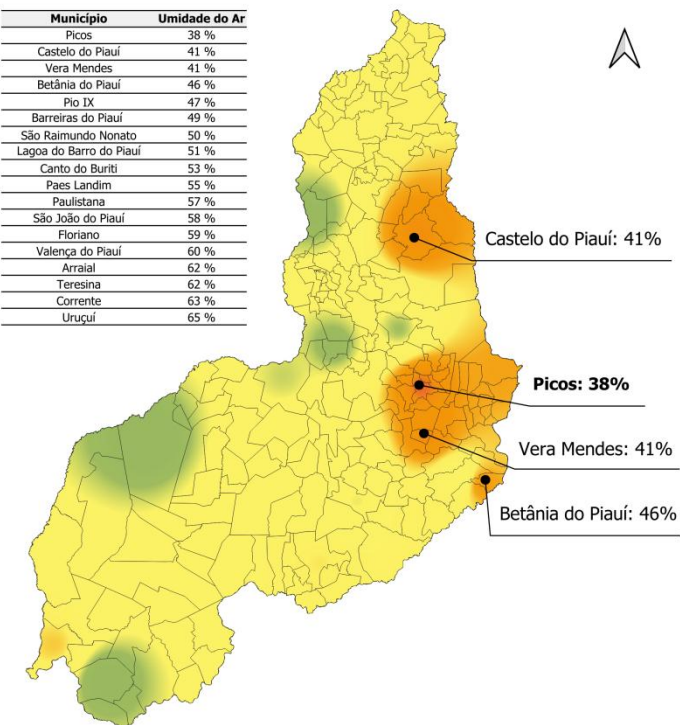 Município Umidade do Ar
Picos 38 %
Castelo do Piauí 41 %
Vera Mendes 41 %
Betânia do Piauí 46 %
Pio IX 47 %
Barreiras do Piauí 49 %
São Raimundo Nonato 50 %
Lagoa do Barro do Piauí 51 %
Canto do Buriti 53 %
Paes Landim 55 %
Paulistana 57 %
São João do Piauí 58 %
Floriano 59 %
Valença do Piauí 60 %
Arraial 62 %
Teresina 62 %
Corrente 63 %
Uruçuí 65 %
Castelo do Piauí: 41%
Picos: 38%
Vera Mendes: 41%
Betânia do Piauí: 46%